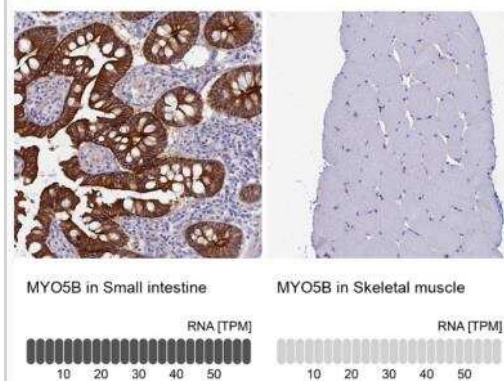 MYO5B in Small intestine
MYO5B in Skeletal muscle
RNA [TPM]
RNA [TPM]
10 20 30 40 50
10 20 30 40 50